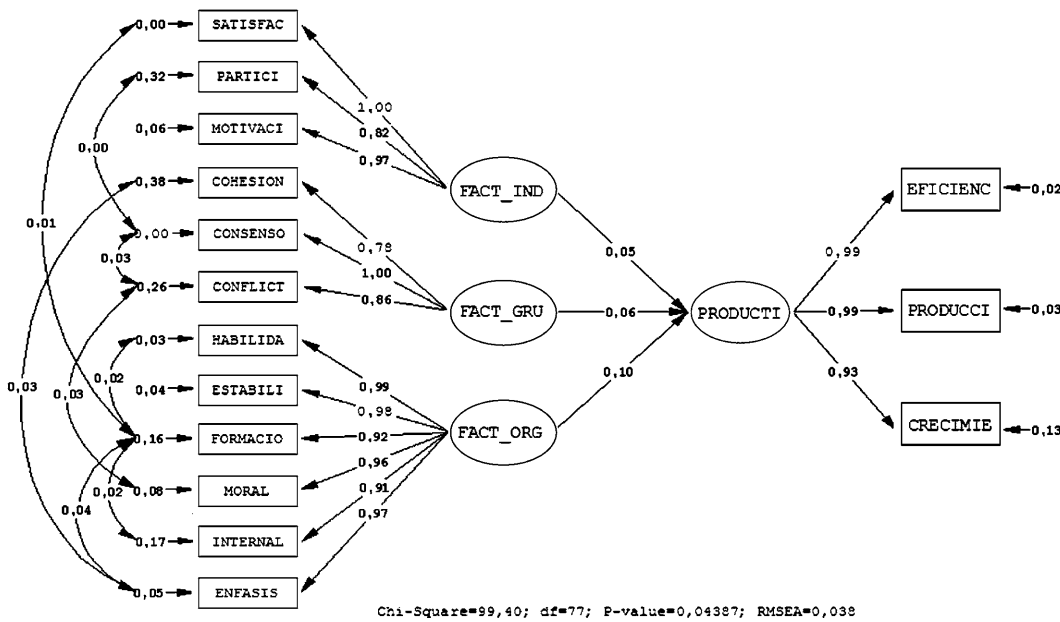 0,00 SATISFAC
0,32 PARTICI
1,00
0,82
0,06 MOTIVACI
0,97
0,00
0,38 COHESION
FACT_IND
EFICIENC 0,02
0,01
0,00 CONSENSO
0,78
0,05
0,99
0,03
1,00
0,26 CONFLICT
0,86
FACT_GRU
0,06
PRODUCTI
0,99
PRODUCCI 0,03
0,03 HABILIDA
0,02
0,99
0,10
0,93
0,03
0,03
0,04 ESTABILI
0,98
0,16 FORMACIO
0,92
FACT_ORG
CRECIMIE 0,13
0,96
0,02
0,08 MORAL
0,91
0,04
0,97
0,17 INTERNAL
0,05 ENFASIS
Chi-Square=99,40; df=77; P-value=0,04387; RMSEA=0,038